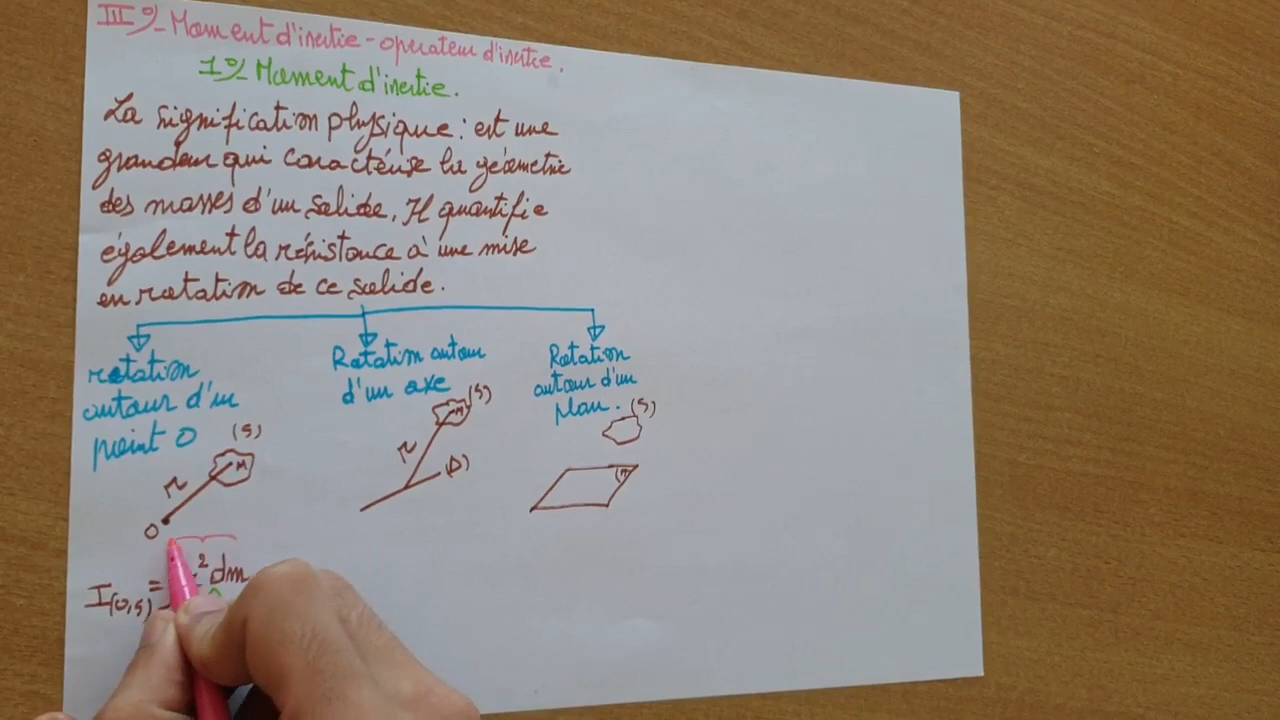 III°/- Moment d'inertie - operateur d'inertie.
1°/- Moment d'inertie.
La signification physique : est une
grandeur qui caractérise la géometrie
des masses d'un solide, Il quantifie
également la résistance à une mise
en rotation de ce solide.
rotation
autour d'un
point O
Rotation autour
d'un axe
Rotation
autour d'un
plan.
(S)
M
r
O
(S)
M
r
(Δ)
(S)
(π)
I(O,S) = r² dm